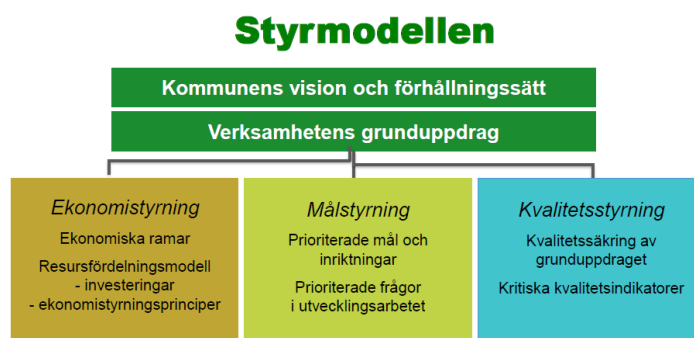 Styrmodellen
Kommunens vision och förhållningssätt
Verksamhetens grunduppdrag
Ekonomistyrning
Ekonomiska ramar
Resursfördelningsmodell
- investeringar
- ekonomistyrningsprinciper
Målstyrning
Prioriterade mål och
inriktningar
Prioriterade frågor
i utvecklingsarbetet
Kvalitetsstyrning
Kvalitetssäkring av
grunduppdraget
Kritiska kvalitetsindikatorer